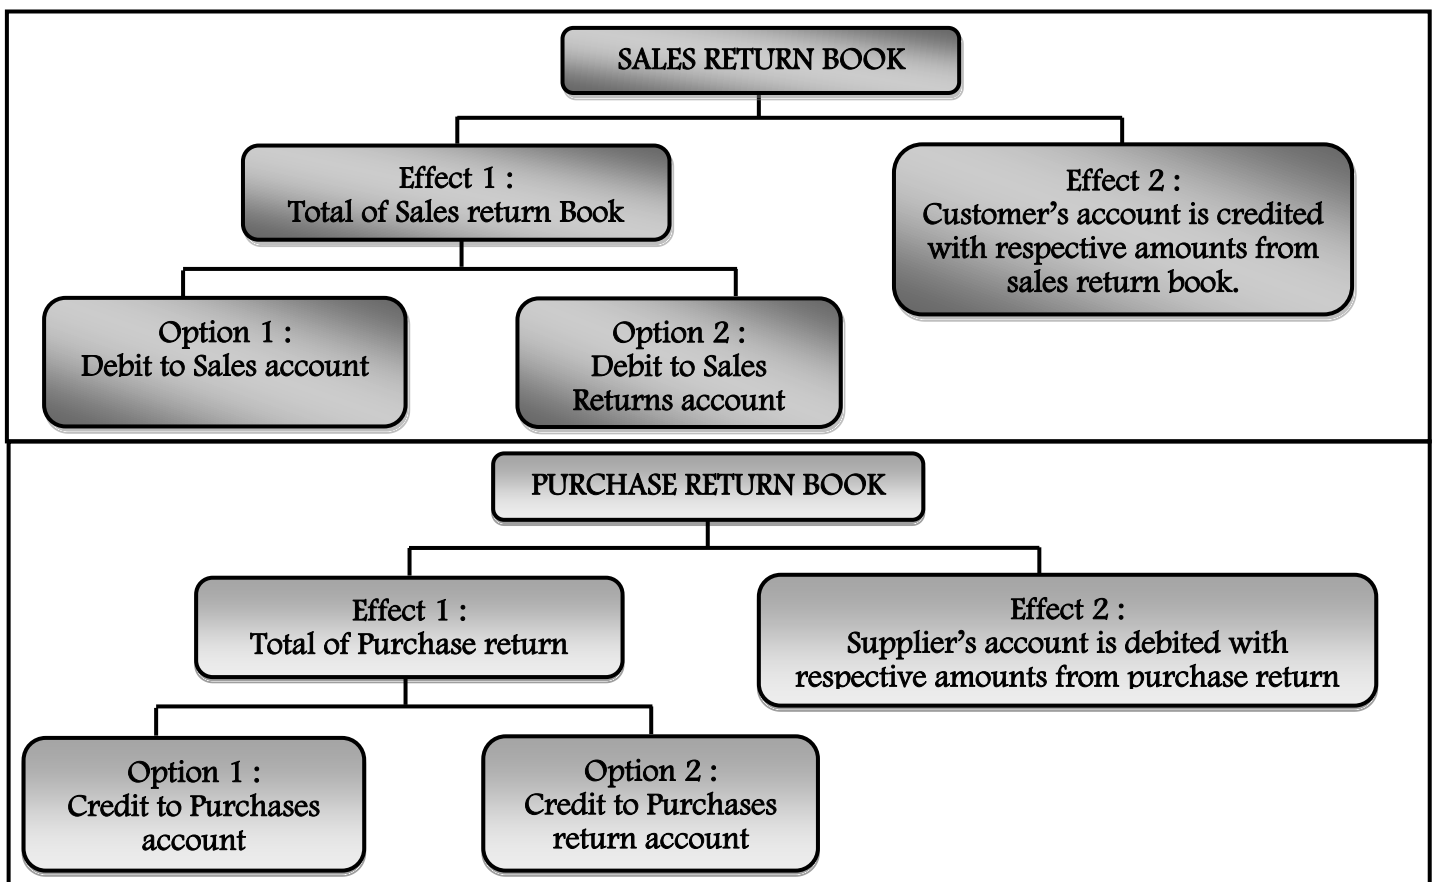 SALES RETURN BOOK
Effect 1 :
Total of Sales return Book
Effect 2 :
Customer's account is credited
with respective amounts from
sales return book.
Option 1 :
Debit to Sales account
Option 2 :
Debit to Sales
Returns account
PURCHASE RETURN BOOK
Effect 1 :
Total of Purchase return
Effect 2 :
Supplier's account is debited with
respective amounts from purchase return
Option 1 :
Credit to Purchases
account
Option 2 :
Credit to Purchases
return account